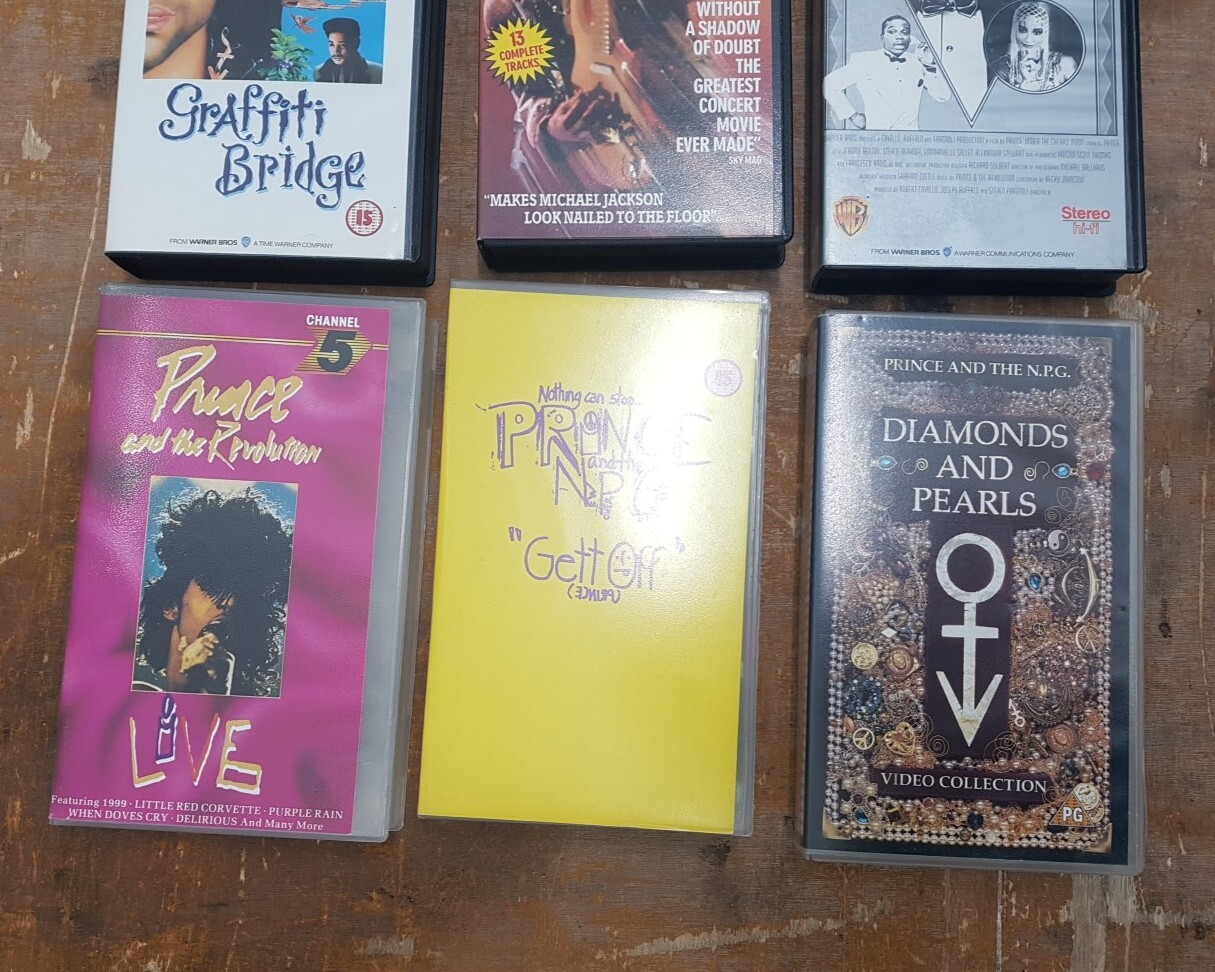 Graffiti
Bridge
15
FROM WARNER BROS A TIME WARNER COMPANY
13
COMPLETE
TRACKS
WITHOUT
A SHADOW
OF DOUBT
THE
GREATEST
CONCERT
MOVIE
EVER MADE"
SKY MAG
"MAKES MICHAEL JACKSON
LOOK NAILED TO THE FLOOR"
WB
Stereo
hi-fi
FROM WARNER BROS A WARNER COMMUNICATIONS COMPANY
CHANNEL
5
Prince
and the Revolution
LIVE
Featuring 1999 · LITTLE RED CORVETTE · PURPLE RAIN
WHEN DOVES CRY · DELIRIOUS And Many More
15
Nothing can stop...
PRINCE
and the
N.P.G
"Gett Off"
(PRINCE)
PRINCE AND THE N.P.G.
DIAMONDS
AND
PEARLS
VIDEO COLLECTION
PG